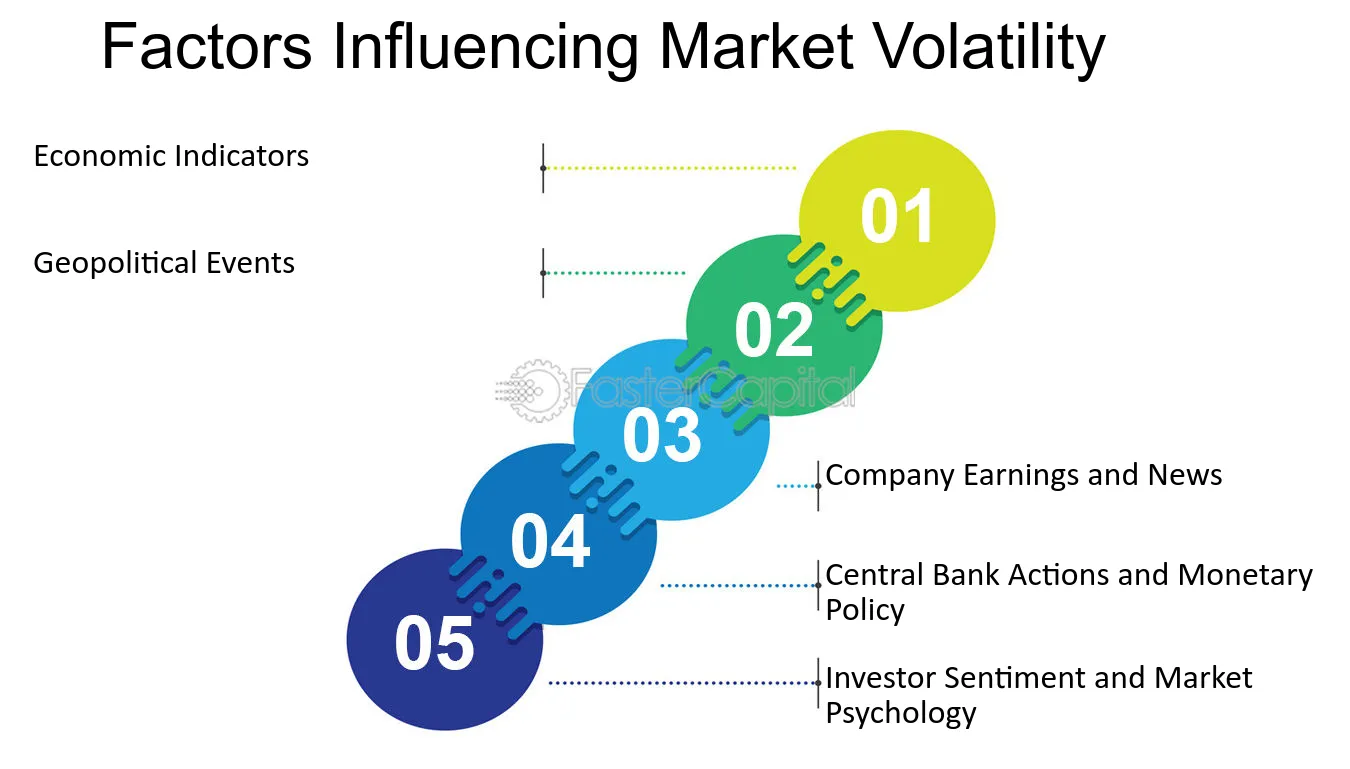 Factors Influencing Market Volatility
Economic Indicators
01
Geopolitical Events
02
FasterCapital
03
Company Earnings and News
04
Central Bank Actions and Monetary
Policy
05
Investor Sentiment and Market
Psychology